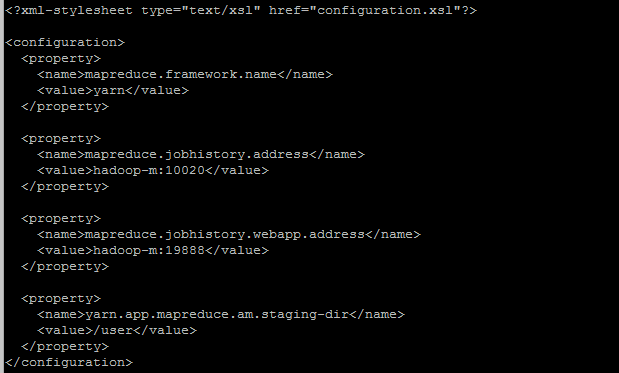 <?xml-stylesheet type="text/xsl" href="configuration.xsl"?>
<configuration>
<property>
<name>mapreduce.framework.name</name>
<value>yarn</value>
</property>
<property>
<name>mapreduce.jobhistory.address</name>
<value>hadoop-m:10020</value>
</property>
<property>
<name>mapreduce.jobhistory.webapp.address</name>
<value>hadoop-m:19888</value>
</property>
<property>
<name>yarn.app.mapreduce.am.staging-dir</name>
<value>/user</value>
</property>
</configuration>